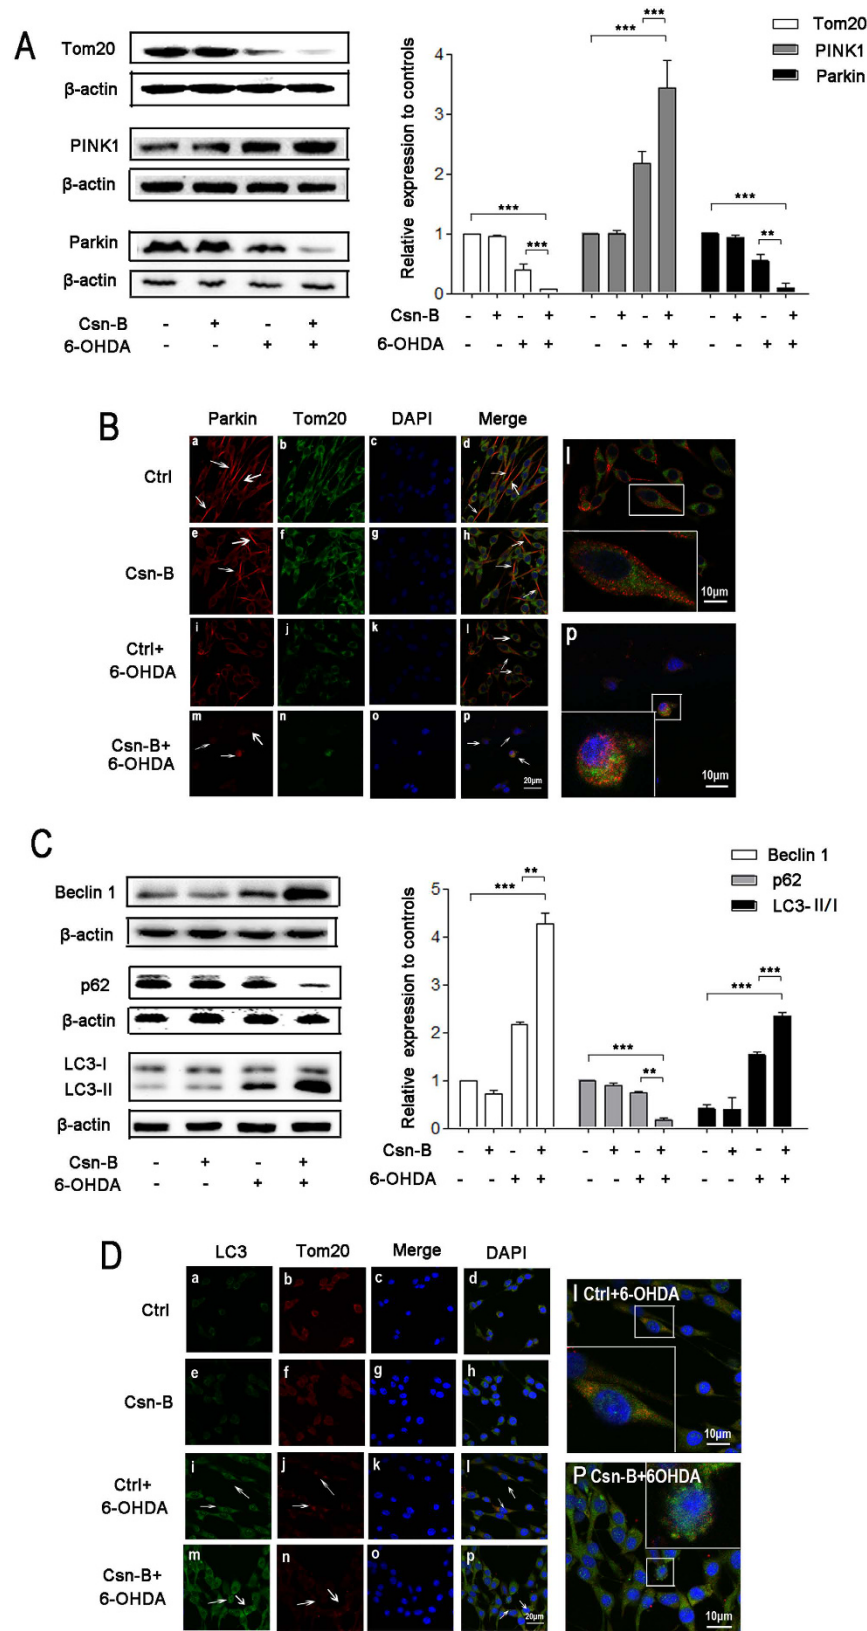 A
Tom20
β-actin
PINK1
β-actin
Parkin
β-actin
Csn-B - + - +
6-OHDA - - + +
Relative expression to controls
4
2
1
0
*** *** *** *** *** **
Tom20
PINK1
Parkin
Csn-B - + - + - + - + - + - +
6-OHDA - - + + - - + + - - + +
B
Parkin Tom20 DAPI Merge
Ctrl a b c d
Csn-B e f g h
Ctrl+
6-OHDA
i j k l
Csn-B+
6-OHDA
m n o p
20μm
l
10μm
p
10μm
C
Beclin 1
β-actin
p62
β-actin
LC3-I
LC3-II
β-actin
Csn-B - + - +
6-OHDA - - + +
Relative expression to controls
5
4
3
2
1
0
*** ** *** ** *** ***
Beclin 1
p62
LC3-II/I
Csn-B - + - + - + - + - + - +
6-OHDA - - + + - - + + - - + +
D
LC3 Tom20 Merge DAPI
Ctrl a b c d
Csn-B e f g h
Ctrl+
6-OHDA
i j k l
Csn-B+
6-OHDA
m n o p
20μm
l Ctrl+6-OHDA
10μm
P Csn-B+6OHDA
10μm